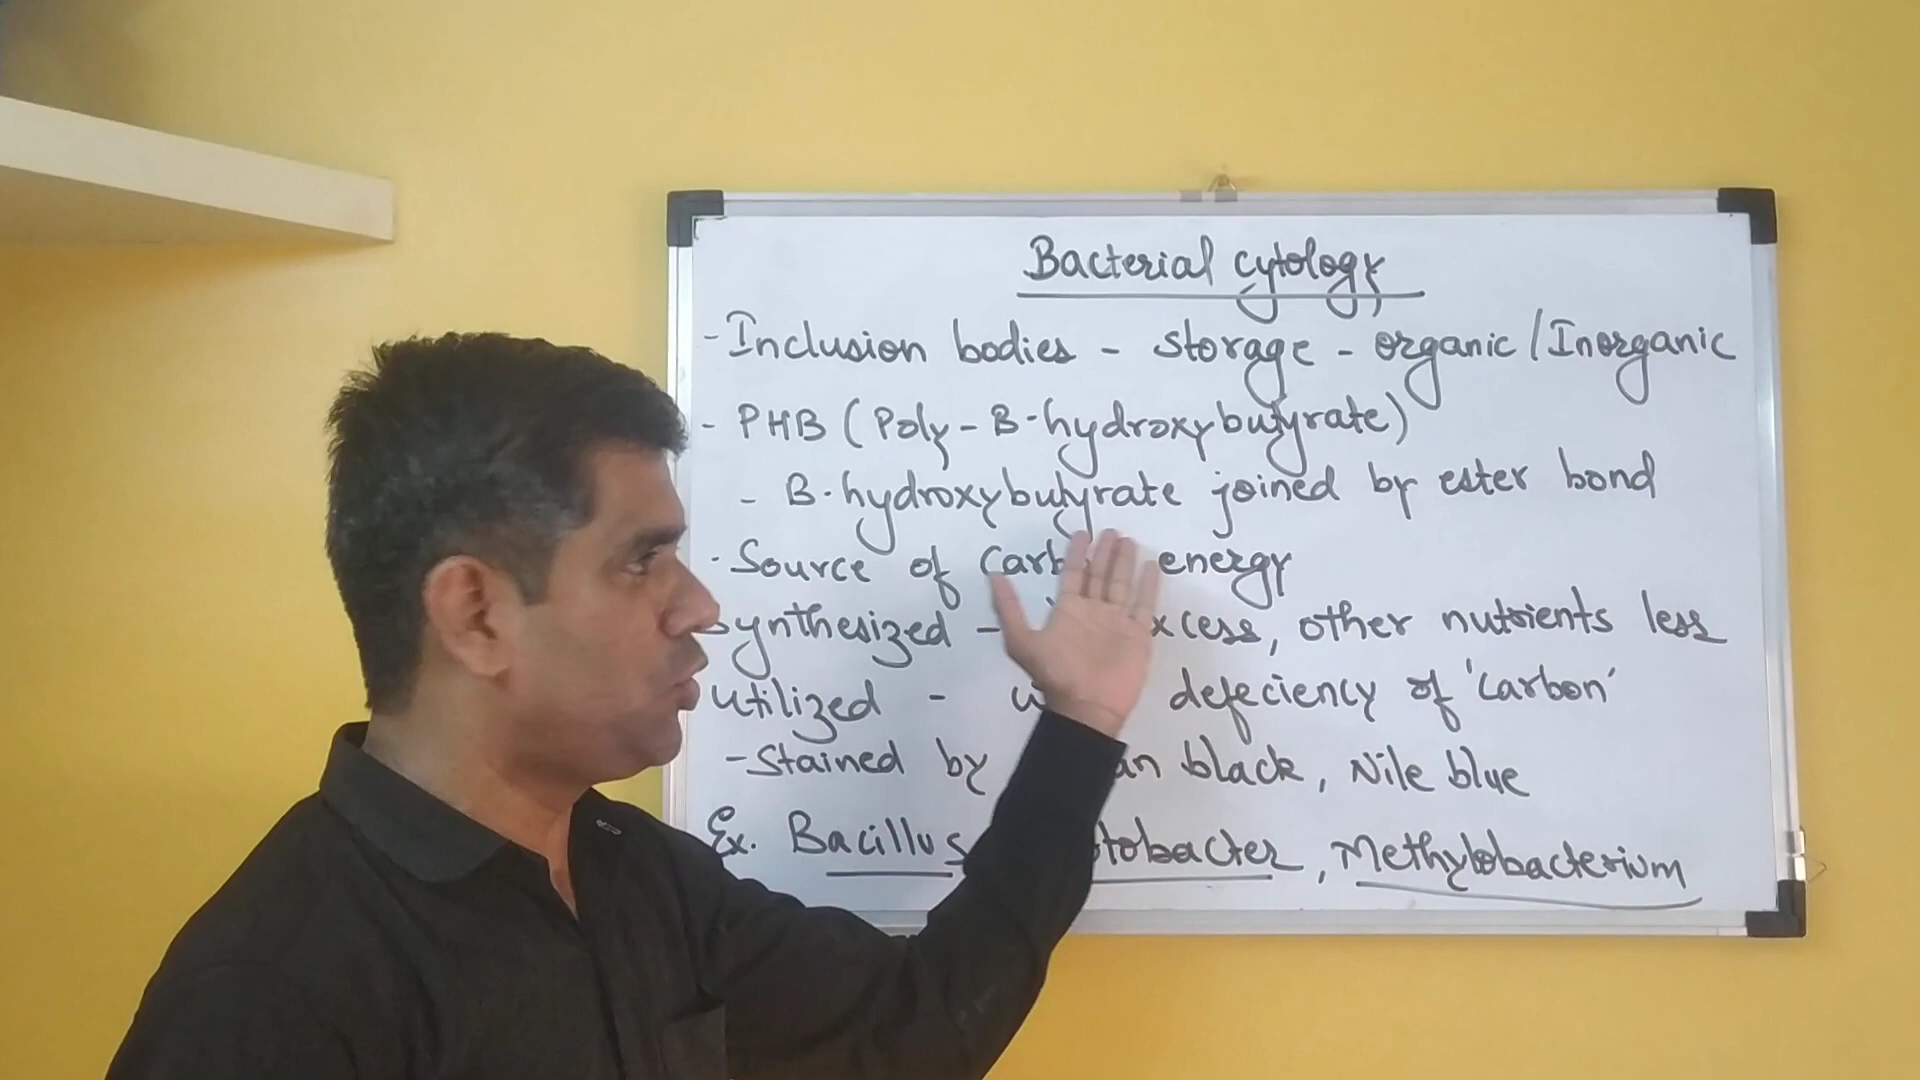 Bacterial cytology
- Inclusion bodies - storage - organic / Inorganic
- PHB (Poly-B-hydroxybutyrate)
- B-hydroxybutyrate joined by ester bond
- Source of energy
Synthesized - other nutrients less
utilized - defeciency of 'carbon'
- Stained by black, Nile blue
Ex. Bacillus , Methylobacterium